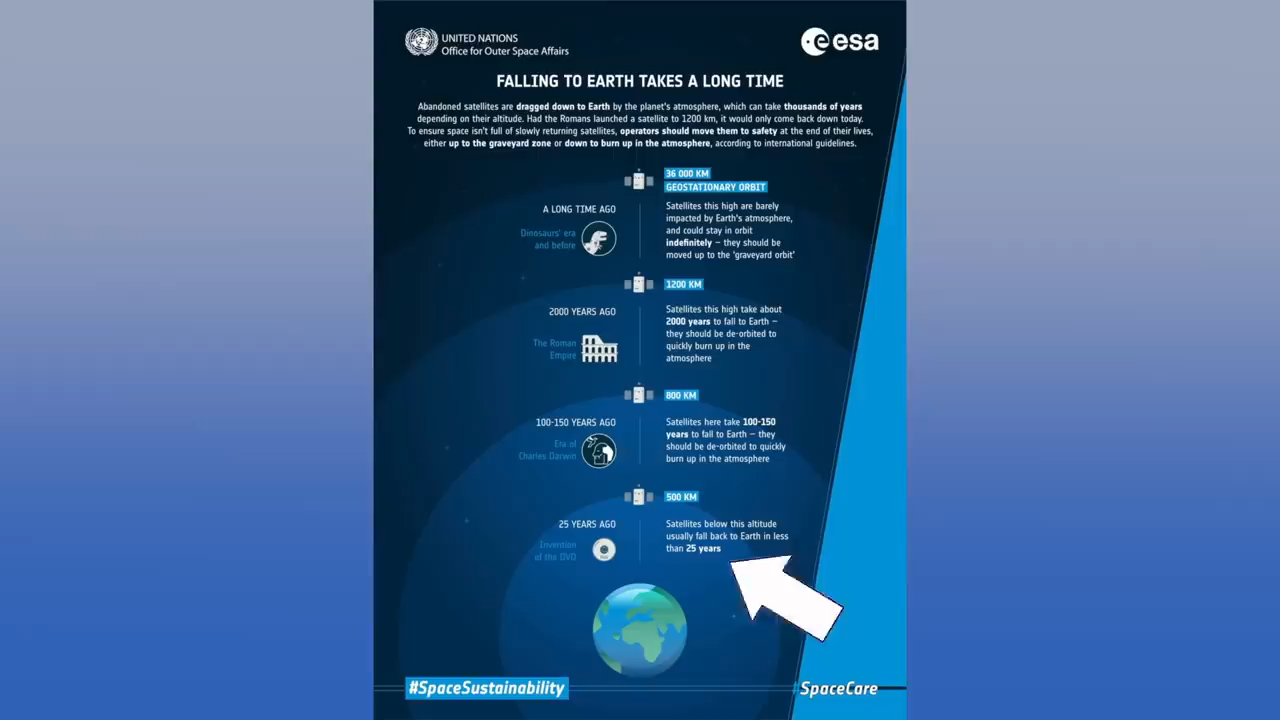 UNITED NATIONS
Office for Outer Space Affairs
esa
FALLING TO EARTH TAKES A LONG TIME
Abandoned satellites are dragged down to Earth by the planet's atmosphere, which can take thousands of years
depending on their altitude. Had the Romans launched a satellite to 1200 km, it would only come back down today.
To ensure space isn't full of slowly returning satellites, operators should move them to safety at the end of their lives,
either up to the graveyard zone or down to burn up in the atmosphere, according to international guidelines.
36 000 KM
GEOSTATIONARY ORBIT
A LONG TIME AGO
Dinosaurs' era
and before
Satellites this high are barely
impacted by Earth's atmosphere,
and could stay in orbit
indefinitely – they should be
moved up to the 'graveyard orbit'
1200 KM
2000 YEARS AGO
The Roman
Empire
Satellites this high take about
2000 years to fall to Earth –
they should be de-orbited to
quickly burn up in the
atmosphere
800 KM
100-150 YEARS AGO
Era of
Charles Darwin
Satellites here take 100-150
years to fall to Earth – they
should be de-orbited to quickly
burn up in the atmosphere
500 KM
25 YEARS AGO
Invention
of the DVD
Satellites below this altitude
usually fall back to Earth in less
than 25 years
#SpaceSustainability
#SpaceCare